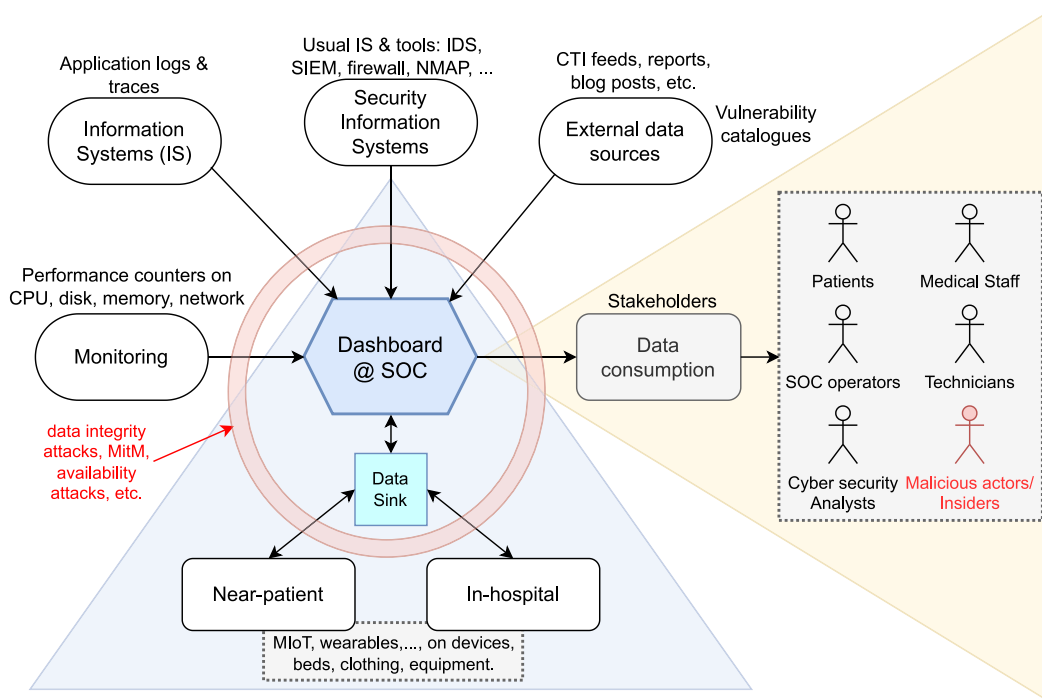 Application logs &
traces
Information
Systems (IS)
Usual IS & tools: IDS,
SIEM, firewall, NMAP, ...
Security
Information
Systems
CTI feeds, reports,
blog posts, etc.
External data
sources
Vulnerability
catalogues
Performance counters on
CPU, disk, memory, network
Monitoring
Dashboard
@ SOC
Stakeholders
Data
consumption
Patients
Medical Staff
SOC operators
Technicians
Cyber security
Analysts
Malicious actors/
Insiders
data integrity
attacks, MitM,
availability
attacks, etc.
Data
Sink
Near-patient
In-hospital
MIoT, wearables,..., on devices,
beds, clothing, equipment.